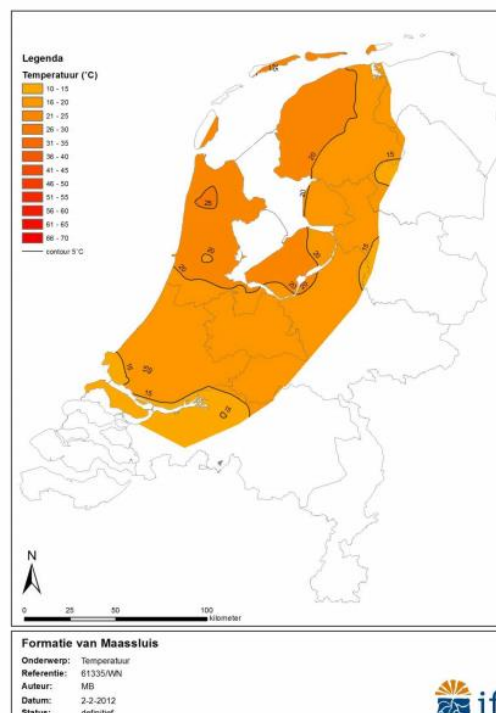 Legenda
Temperatuur (°C)
10 - 15
16 - 20
21 - 25
26 - 30
31 - 35
36 - 40
41 - 45
46 - 50
51 - 55
56 - 60
61 - 65
66 - 70
contour 5°C
20
15
20
25
20
20
20
20
20
15
15
15
15
N
0 25 50 100
kilometer
Formatie van Maassluis
Onderwerp: Temperatuur
Referentie: 61335/WN
Auteur: MB
Datum: 2-2-2012
Status: definitief
if